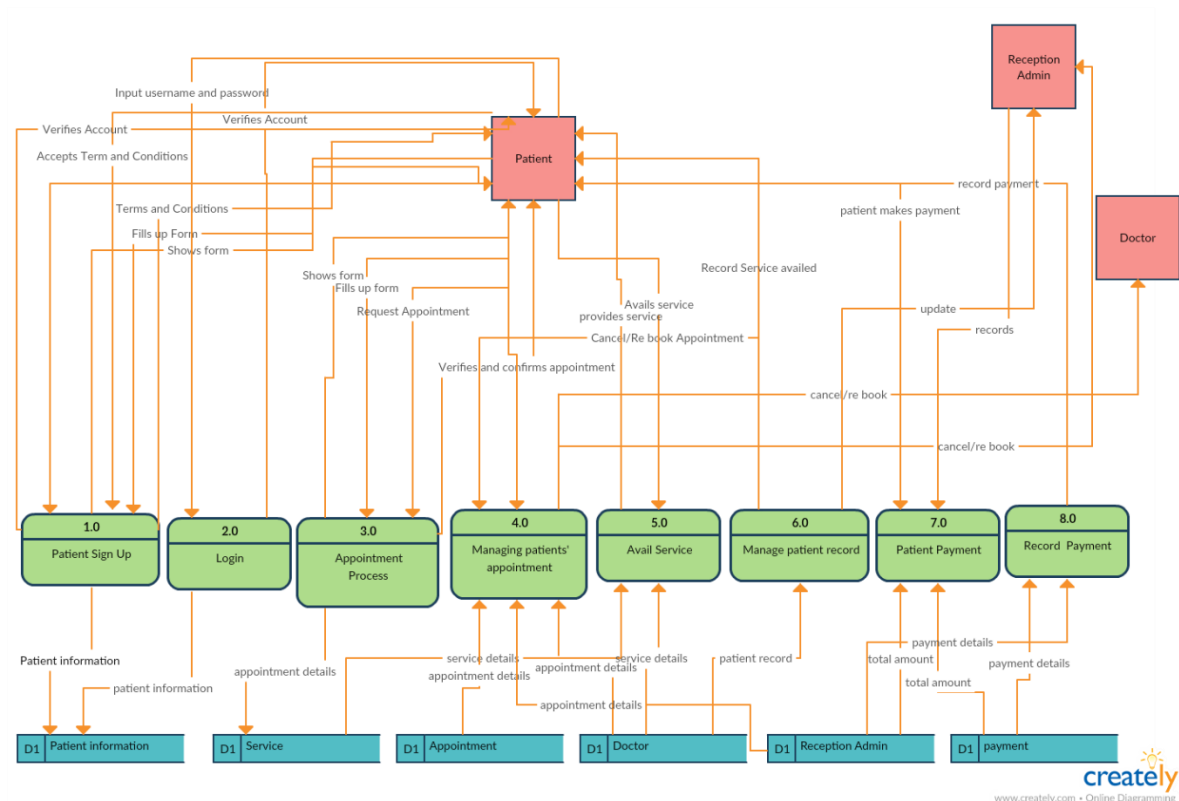 Reception
Admin
Input username and password
Verifies Account
Verifies Account
Accepts Term and Conditions
Patient
record payment
Terms and Conditions
patient makes payment
Fills up Form
Doctor
Shows form
Record Service availed
Shows form
Fills up form
Avails service
Request Appointment
provides service
update
records
Cancel/Re book Appointment
Verifies and confirms appointment
cancel/re book
cancel/re book
1.0
Patient Sign Up
2.0
Login
3.0
Appointment
Process
4.0
Managing patients'
appointment
5.0
Avail Service
6.0
Manage patient record
7.0
Patient Payment
8.0
Record Payment
payment details
Patient information
service details
service details
patient record
total amount
payment details
appointment details
appointment details
appointment details
patient information
total amount
appointment details
D1 Patient information
D1 Service
D1 Appointment
D1 Doctor
D1 Reception Admin
D1 payment
creately
www.creately.com • Online Diagramming